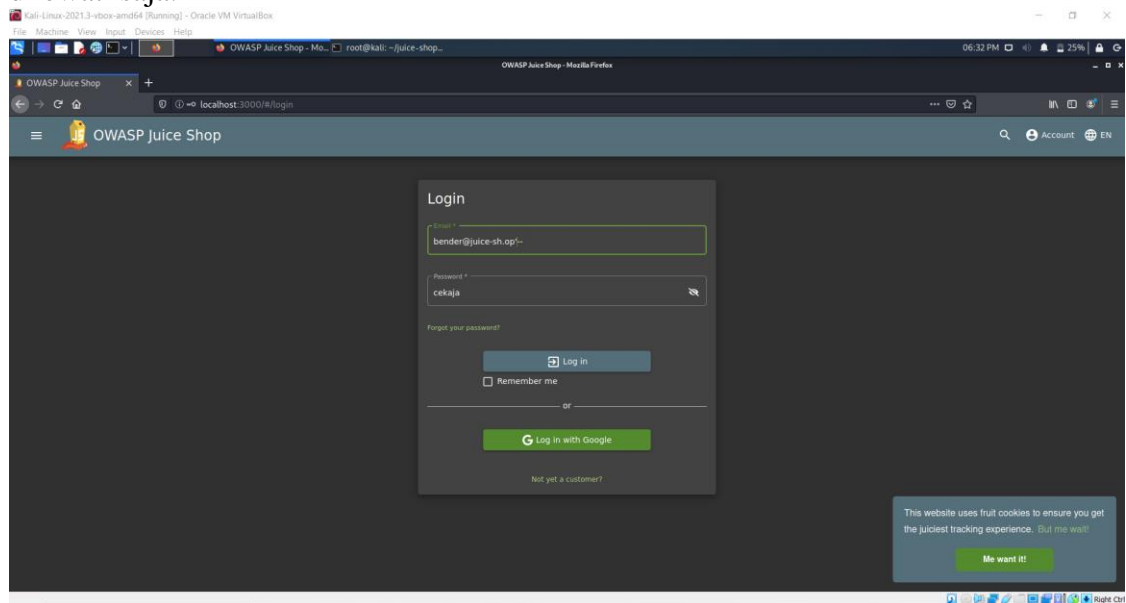 Kali-Linux-2021.3-vbox-amd64 [Running] - Oracle VM VirtualBox
File Machine View Input Devices Help
OWASP Juice Shop - Mo... root@kali: ~/juice-shop... 06:32 PM 25%
OWASP Juice Shop - Mozilla Firefox
OWASP Juice Shop
localhost:3000/#/login
OWASP Juice Shop Account EN
Login
Email *
bender@juice-sh.op'--
Password *
cekaja
Forgot your password?
Log in
Remember me
or
Log in with Google
Not yet a customer?
This website uses fruit cookies to ensure you get
the juiciest tracking experience. But me wait!
Me want it!
Right Ctrl